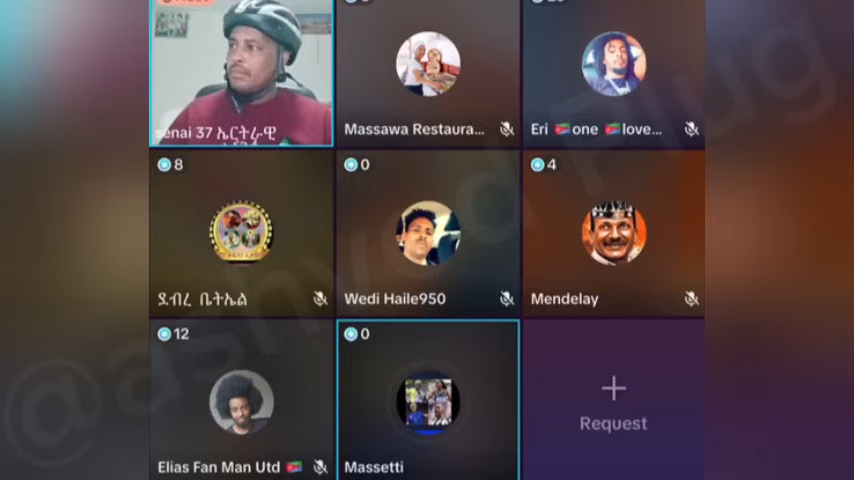 senai 37 ኤርትራዊ
Massawa Restaura...
Eri 🇪🇷one 🇪🇷love...
8
0
4
ደብረ ቤትኤል
Wedi Haile950
Mendelay
12
0
Elias Fan Man Utd 🇪🇷
Massetti
Request